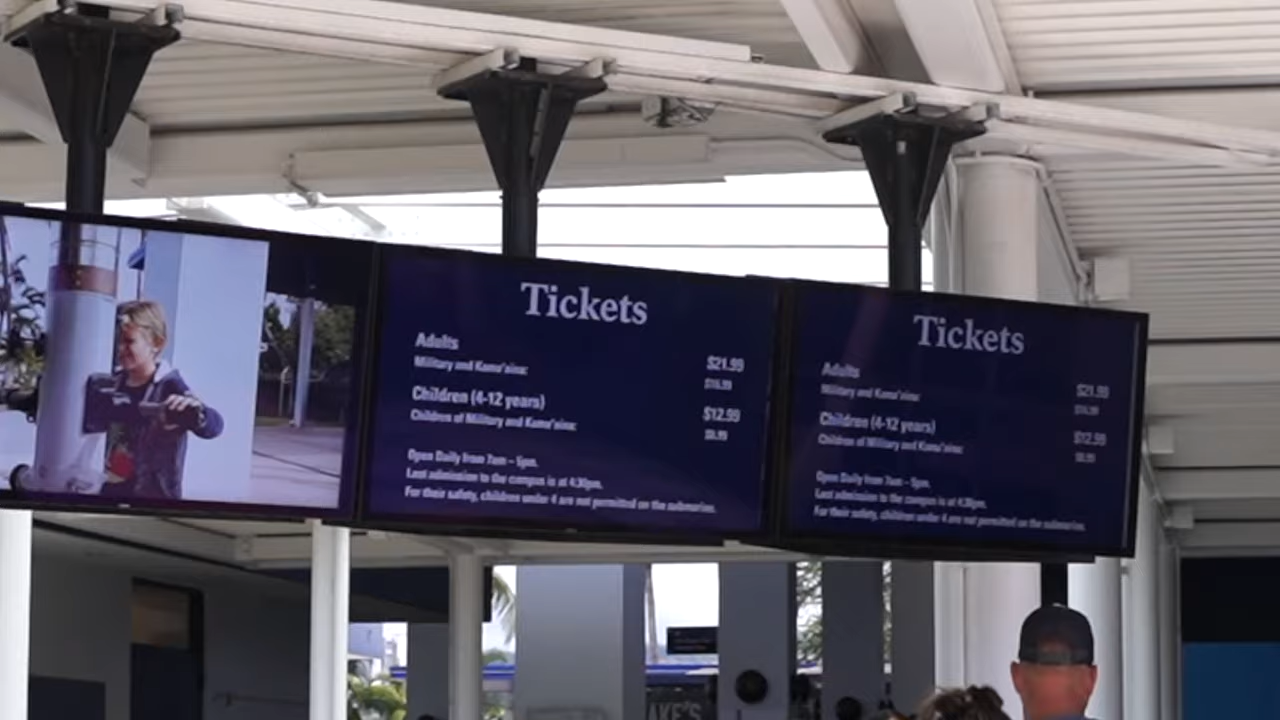 Tickets
Adults $21.99
Military and Kama'aina:
Children (4-12 years) $12.99
Children of Military and Kama'aina:
Open Daily from 7am – 5pm.
Last admission to the campus is at 4:30pm.
For their safety, children under 4 are not permitted on the submarine.
Tickets
Adults $21.99
Military and Kama'aina:
Children (4-12 years) $12.99
Children of Military and Kama'aina:
Open Daily from 7am – 5pm.
Last admission to the campus is at 4:30pm.
For their safety, children under 4 are not permitted on the submarine.
AKE'S